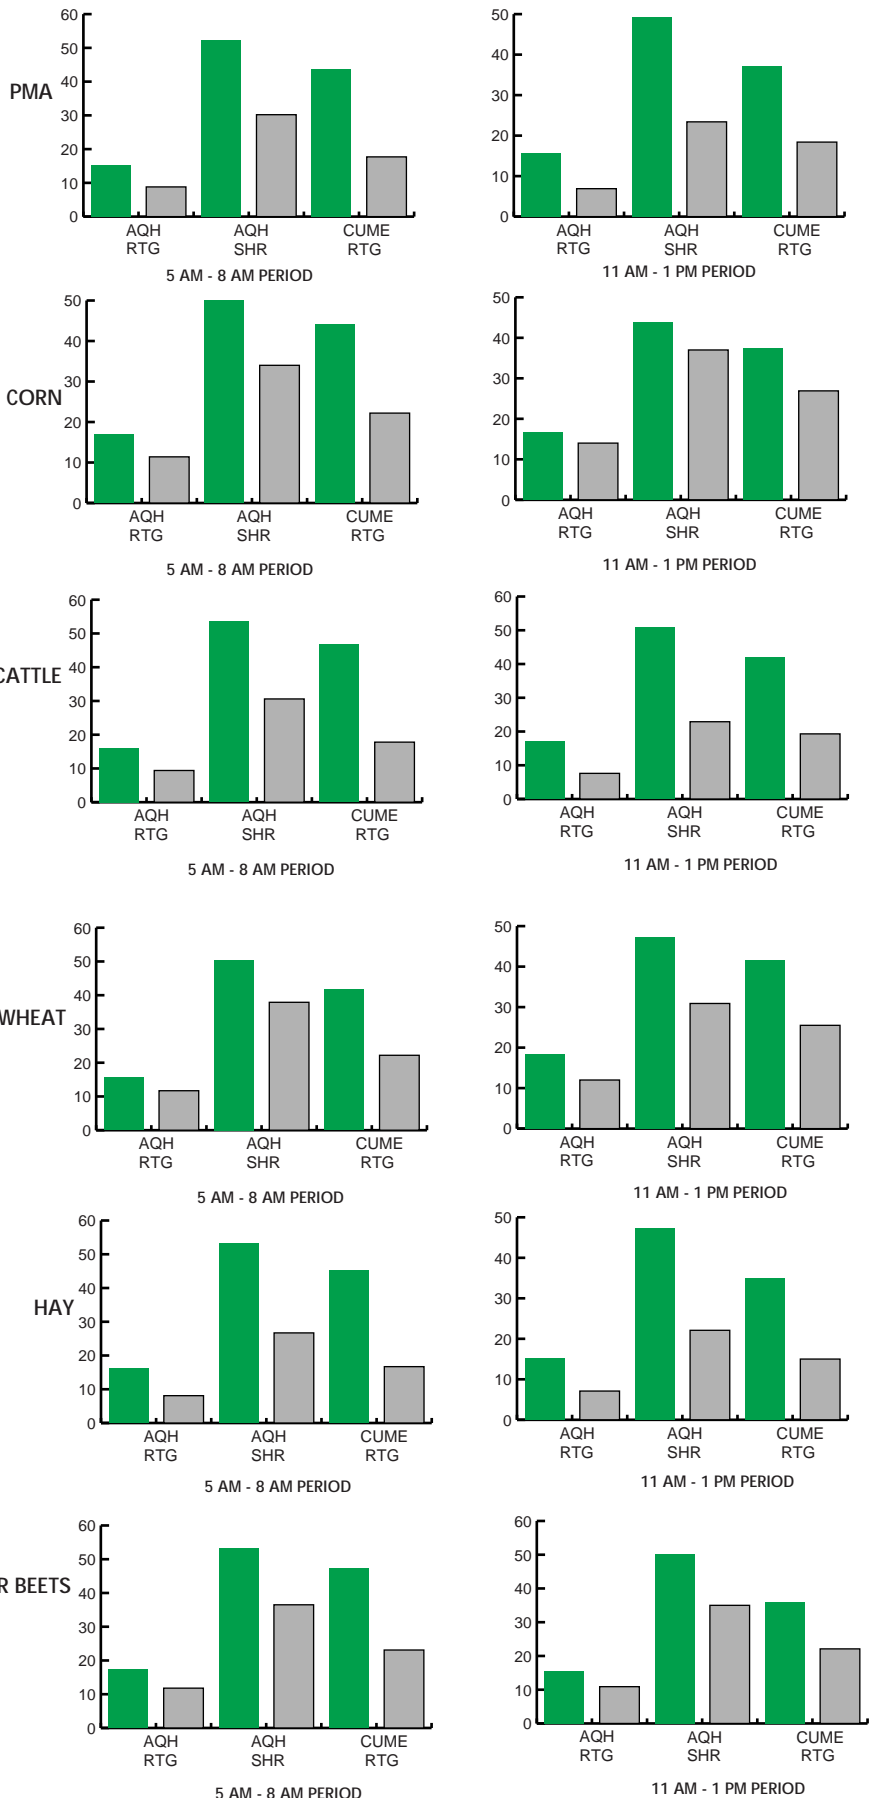 PMA
60
50
40
30
20
10
0
AQH RTG
AQH SHR
CUME RTG
5 AM - 8 AM PERIOD
50
40
30
20
10
0
AQH RTG
AQH SHR
CUME RTG
11 AM - 1 PM PERIOD
CORN
50
40
30
20
10
0
AQH RTG
AQH SHR
CUME RTG
5 AM - 8 AM PERIOD
50
40
30
20
10
0
AQH RTG
AQH SHR
CUME RTG
11 AM - 1 PM PERIOD
CATTLE
60
50
40
30
20
10
0
AQH RTG
AQH SHR
CUME RTG
5 AM - 8 AM PERIOD
60
50
40
30
20
10
0
AQH RTG
AQH SHR
CUME RTG
11 AM - 1 PM PERIOD
WHEAT
60
50
40
30
20
10
0
AQH RTG
AQH SHR
CUME RTG
5 AM - 8 AM PERIOD
50
40
30
20
10
0
AQH RTG
AQH SHR
CUME RTG
11 AM - 1 PM PERIOD
HAY
60
50
40
30
20
10
0
AQH RTG
AQH SHR
CUME RTG
5 AM - 8 AM PERIOD
50
40
30
20
10
0
AQH RTG
AQH SHR
CUME RTG
11 AM - 1 PM PERIOD
R BEETS
60
50
40
30
20
10
0
AQH RTG
AQH SHR
CUME RTG
5 AM - 8 AM PERIOD
60
50
40
30
20
10
0
AQH RTG
AQH SHR
CUME RTG
11 AM - 1 PM PERIOD